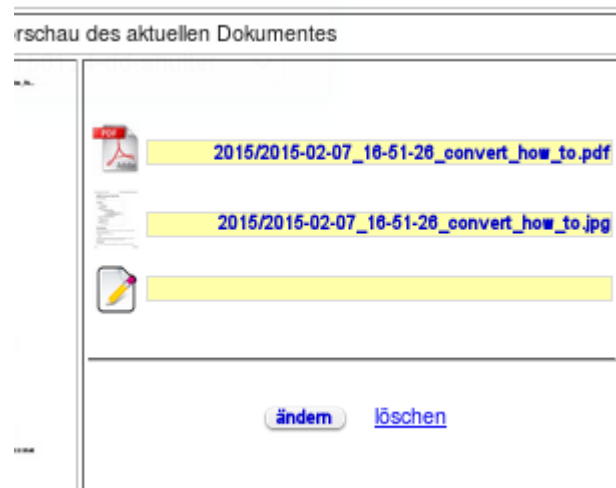 rschau des aktuellen Dokumentes
PDF
2015/2015-02-07_16-51-26_convert_how_to.pdf
2015/2015-02-07_16-51-26_convert_how_to.jpg
ändern löschen